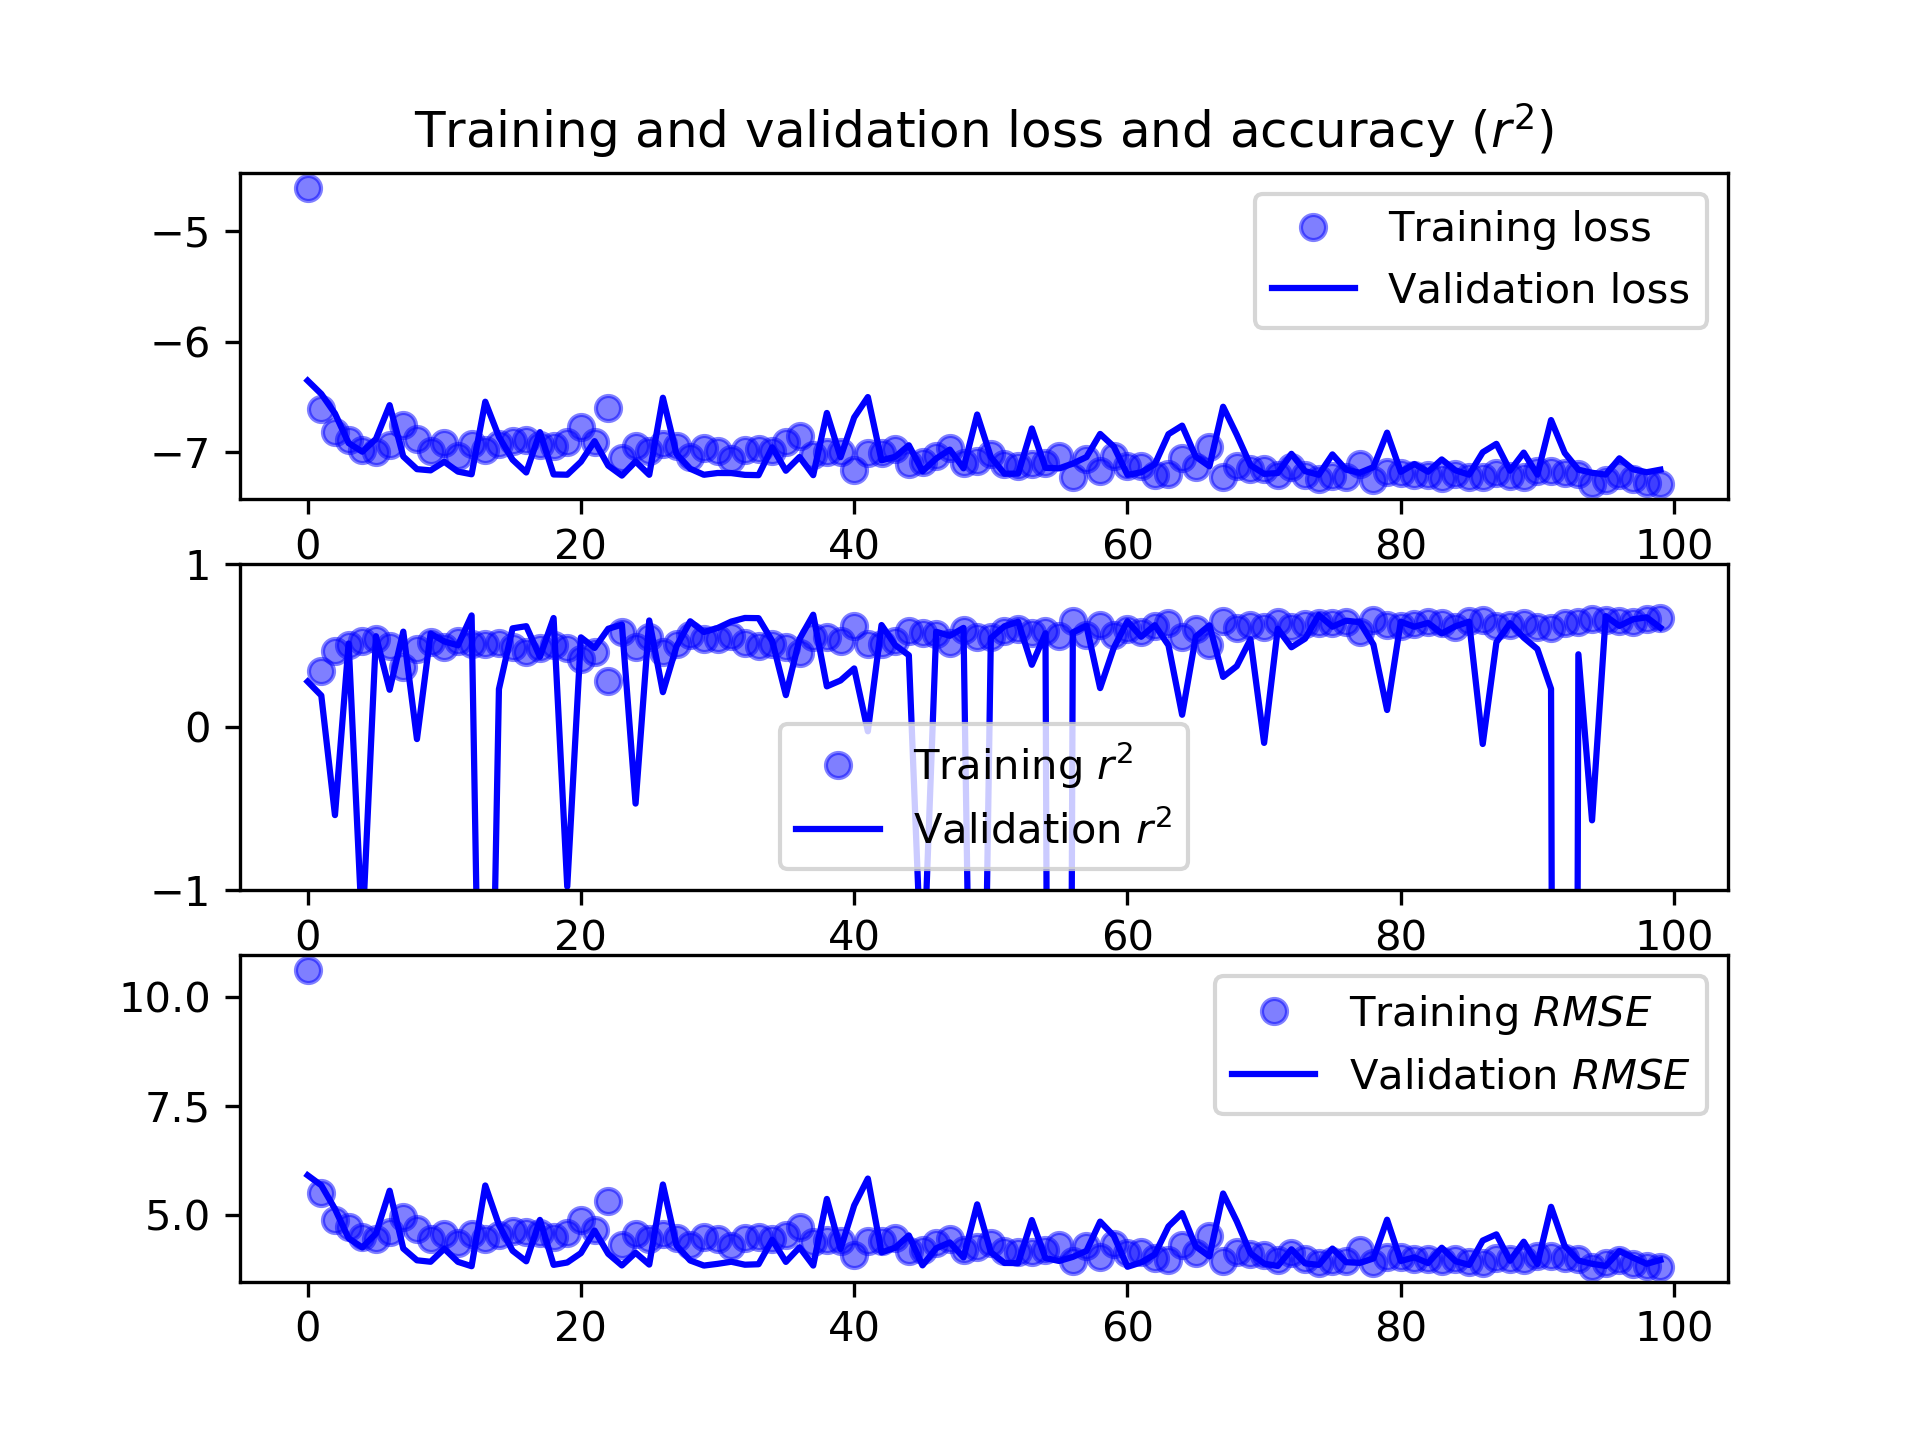 Training and validation loss and accuracy (r²)
−5
−6
−7
Training loss
Validation loss
0 20 40 60 80 100
1
0
−1
Training r²
Validation r²
0 20 40 60 80 100
10.0
7.5
5.0
Training RMSE
Validation RMSE
0 20 40 60 80 100